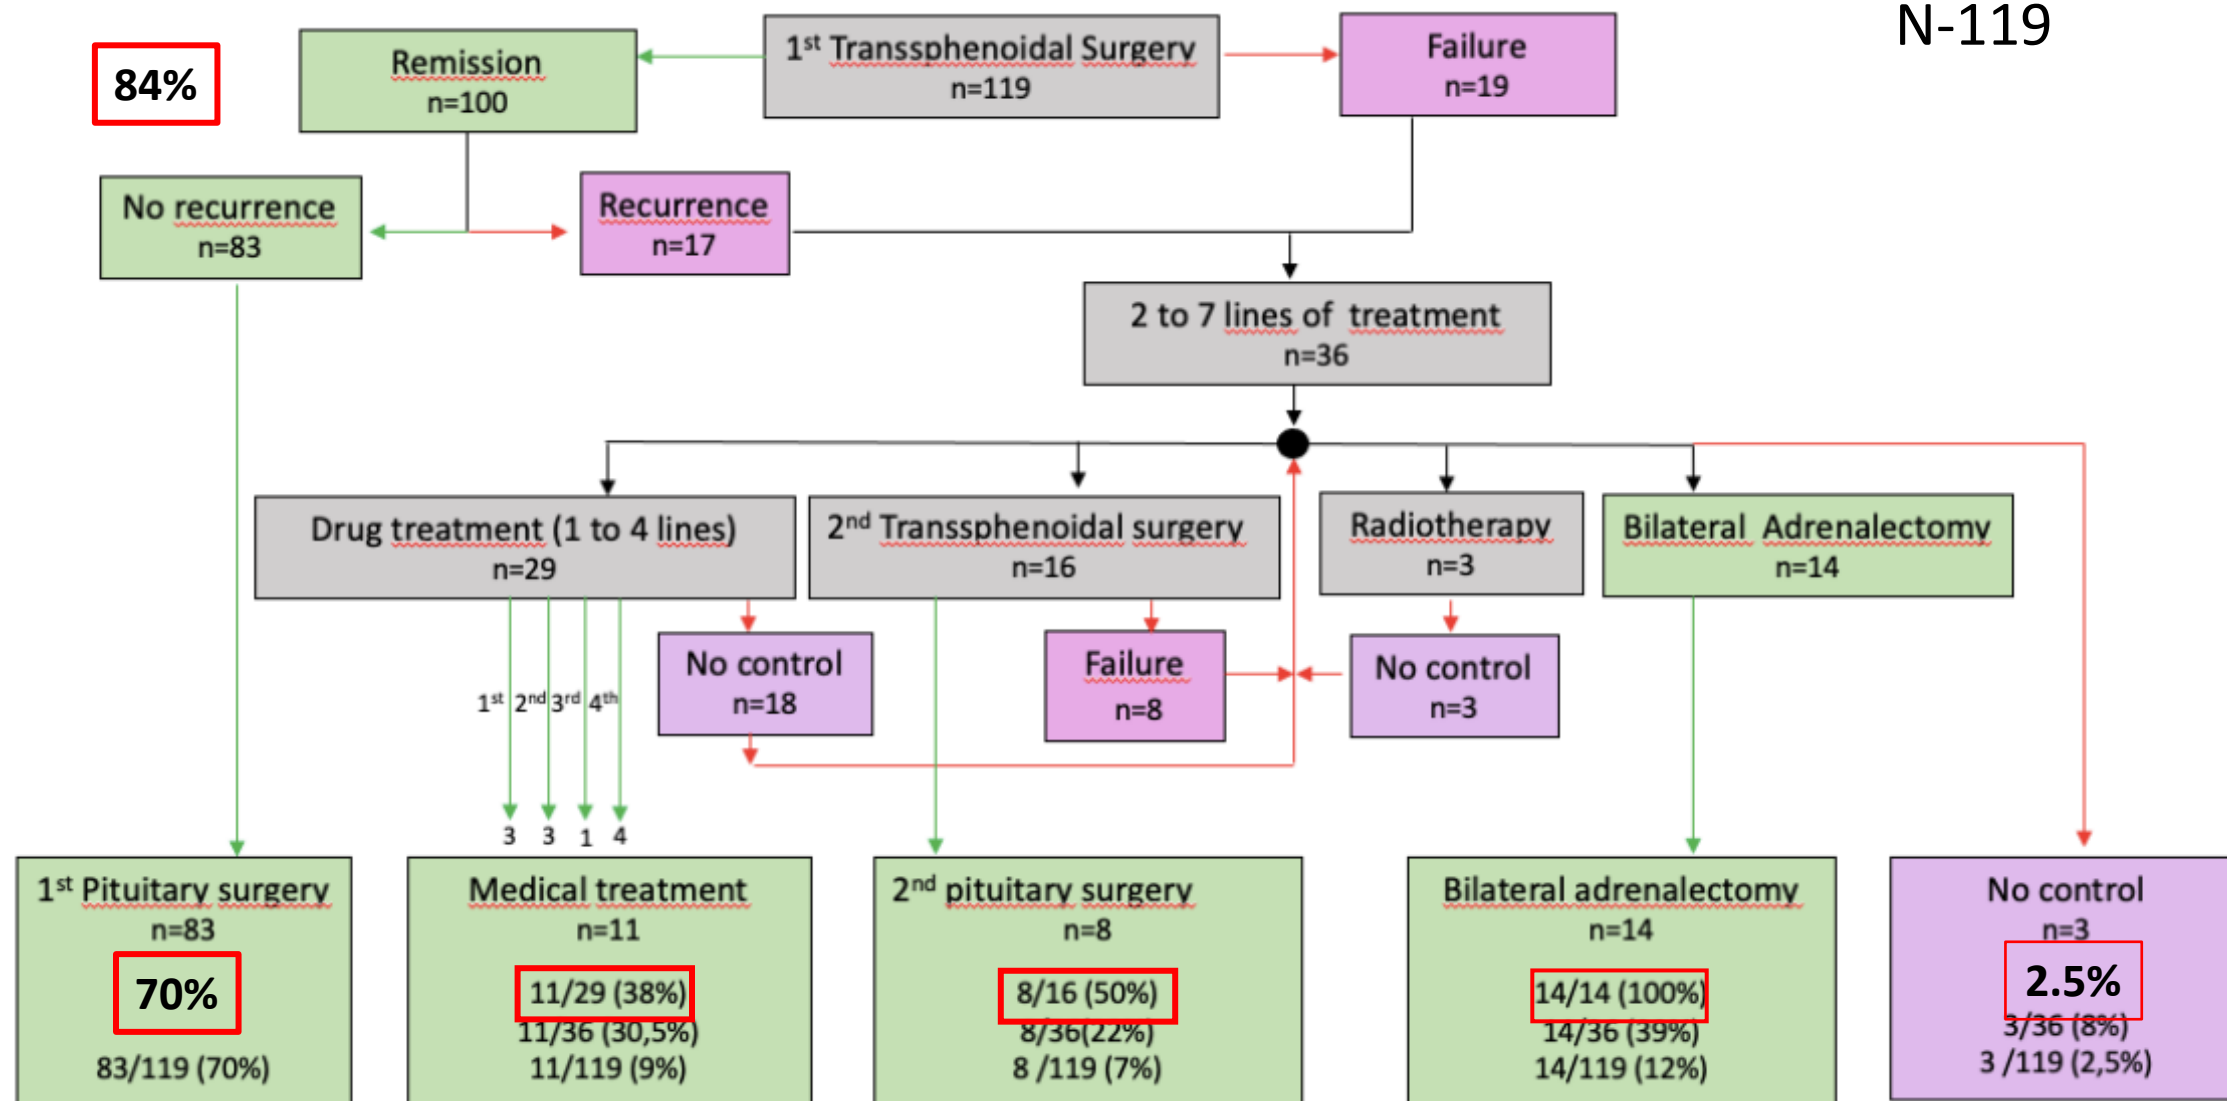 N-119
84%
Remission
n=100
1st Transsphenoidal Surgery
n=119
Failure
n=19
No recurrence
n=83
Recurrence
n=17
2 to 7 lines of treatment
n=36
Drug treatment (1 to 4 lines)
n=29
2nd Transsphenoidal surgery
n=16
Radiotherapy
n=3
Bilateral Adrenalectomy
n=14
No control
n=18
Failure
n=8
No control
n=3
1st 2nd 3rd 4th
3 3 1 4
1st Pituitary surgery
n=83
70%
83/119 (70%)
Medical treatment
n=11
11/29 (38%)
11/36 (30,5%)
11/119 (9%)
2nd pituitary surgery
n=8
8/16 (50%)
8/36(22%)
8 /119 (7%)
Bilateral adrenalectomy
n=14
14/14 (100%)
14/36 (39%)
14/119 (12%)
No control
n=3
2.5%
3/36 (8%)
3 /119 (2,5%)